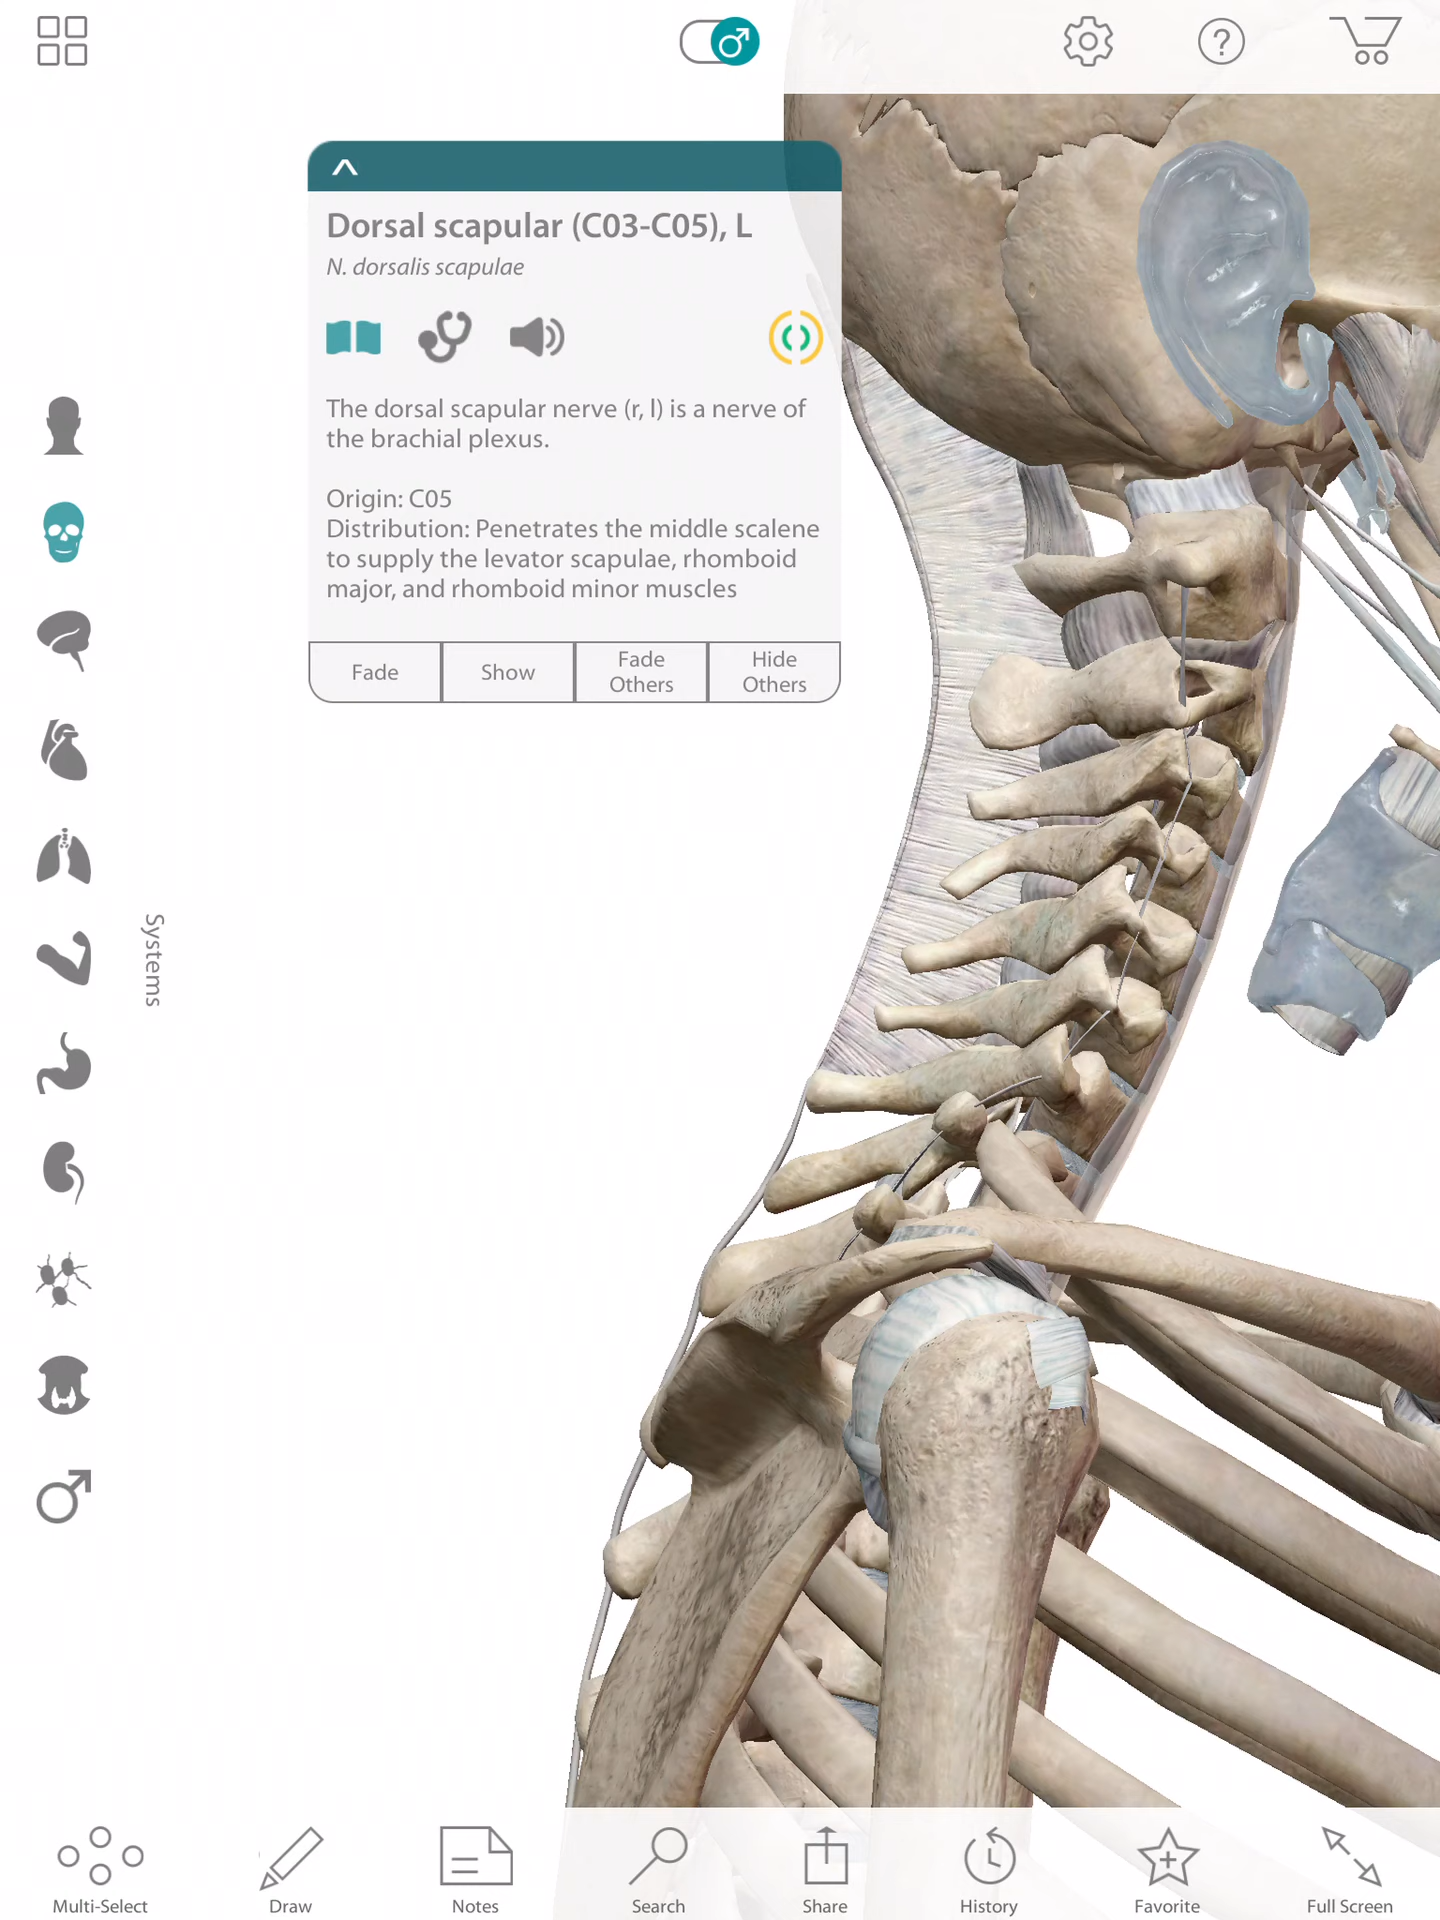 Dorsal scapular (C03-C05), L
N. dorsalis scapulae
The dorsal scapular nerve (r, l) is a nerve of
the brachial plexus.
Origin: C05
Distribution: Penetrates the middle scalene
to supply the levator scapulae, rhomboid
major, and rhomboid minor muscles
Fade
Show
Fade
Others
Hide
Others
Systems
Multi-Select
Draw
Notes
Search
Share
History
Favorite
Full Screen